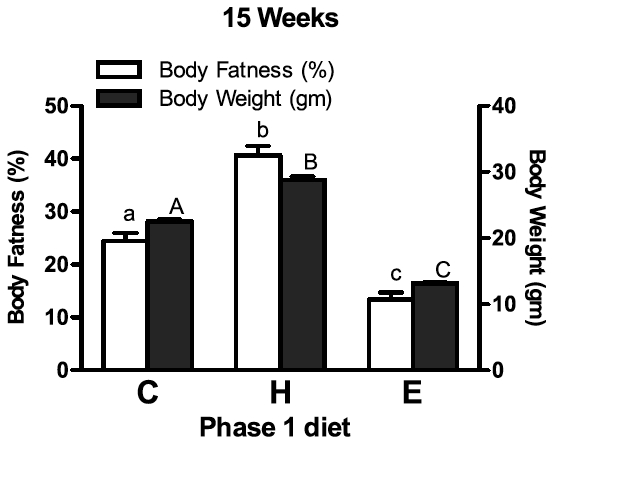 15 Weeks
Body Fatness (%)
Body Weight (gm)
50
40
30
20
10
0
Body Fatness (%)
40
30
20
10
0
Body Weight (gm)
a
A
b
B
c
C
C
H
E
Phase 1 diet